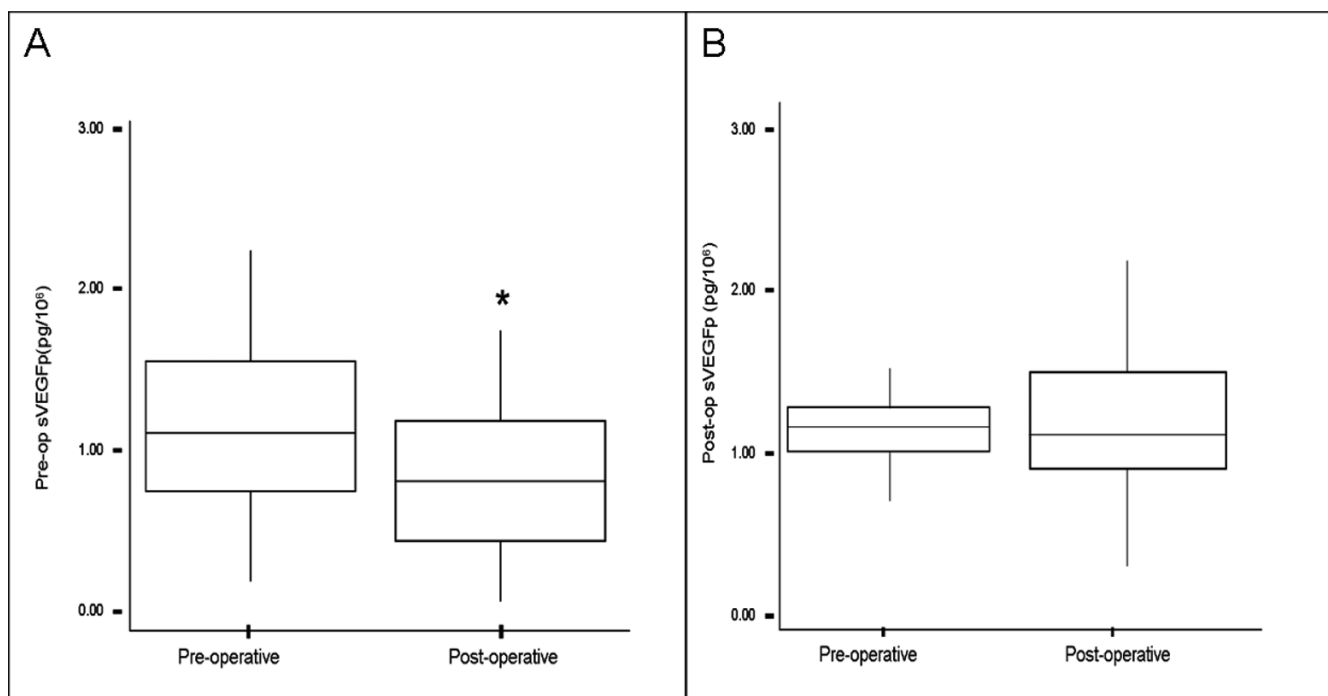 A
3.00
2.00
1.00
0.00
Pre-op sVEGFp(pg/10⁶)
*
Pre-operative
Post-operative
B
3.00
2.00
1.00
0.00
Post-op sVEGFp (pg/10⁶)
Pre-operative
Post-operative